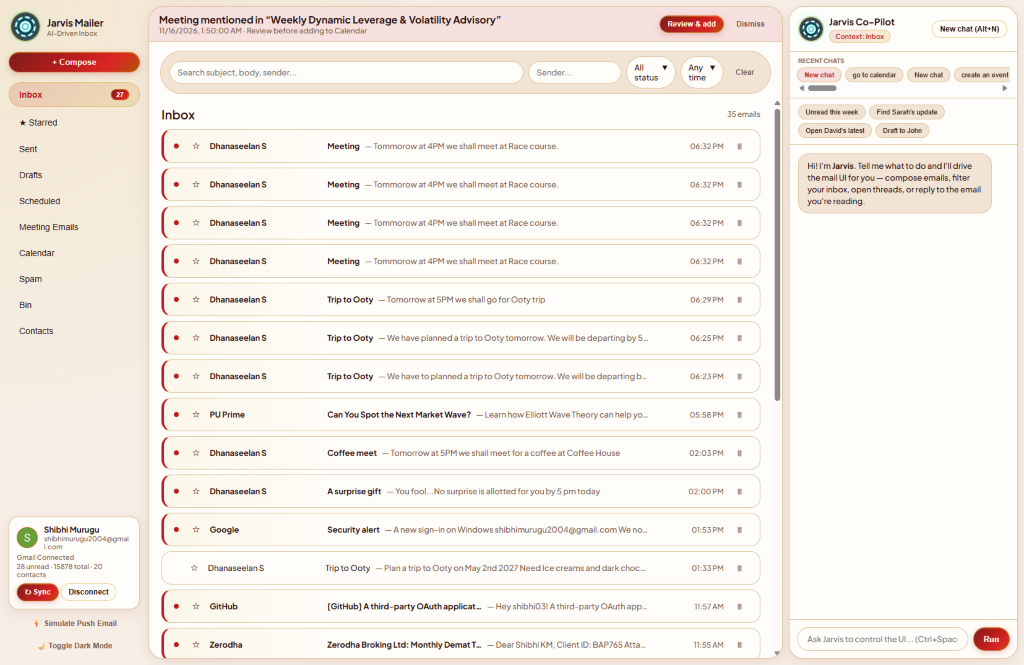 Jarvis Mailer
AI-Driven Inbox
+ Compose
Inbox 27
★ Starred
Sent
Drafts
Scheduled
Meeting Emails
Calendar
Spam
Bin
Contacts
S
Shibhi Murugu
shibhimurugu2004@gmai
l.com
Gmail Connected
28 unread · 15878 total · 20
contacts
↻ Sync Disconnect
Simulate Push Email
Toggle Dark Mode
Meeting mentioned in “Weekly Dynamic Leverage & Volatility Advisory”
11/16/2026, 1:50:00 AM · Review before adding to Calendar
Review & add Dismiss
Search subject, body, sender... Sender... All status ▼ Any time ▼ Clear
Inbox 35 emails
☆ Dhanaseelan S Meeting — Tommorow at 4PM we shall meet at Race course. 06:32 PM
☆ Dhanaseelan S Meeting — Tommorow at 4PM we shall meet at Race course. 06:32 PM
☆ Dhanaseelan S Meeting — Tommorow at 4PM we shall meet at Race course. 06:32 PM
☆ Dhanaseelan S Meeting — Tommorow at 4PM we shall meet at Race course. 06:32 PM
☆ Dhanaseelan S Trip to Ooty — Tomorrow at 5PM we shall go for Ooty trip 06:29 PM
☆ Dhanaseelan S Trip to Ooty — We have planned a trip to Ooty tomorrow. We will be departing by 5... 06:25 PM
☆ Dhanaseelan S Trip to Ooty — We have to planned a trip to Ooty tomorrow. We will be departing b... 06:23 PM
☆ PU Prime Can You Spot the Next Market Wave? — Learn how Elliott Wave Theory can help yo... 05:58 PM
☆ Dhanaseelan S Coffee meet — Tomorrow at 5PM we shall meet for a coffee at Coffee House 02:03 PM
☆ Dhanaseelan S A surprise gift — You fool...No surprise is allotted for you by 5 pm today 02:00 PM
☆ Google Security alert — A new sign-in on Windows shibhimurugu2004@gmail.com We no... 01:53 PM
☆ Dhanaseelan S Trip to Ooty — Plan a trip to Ooty on May 2nd 2027 Need Ice creams and dark choc... 01:33 PM
☆ GitHub [GitHub] A third-party OAuth applicat... — Hey shibhi03! A third-party OAuth app... 11:57 AM
☆ Zerodha Zerodha Broking Ltd: Monthly Demat T... — Dear Shibhi KM, Client ID: BAP765 Atta... 11:55 AM
Jarvis Co-Pilot
Context: Inbox
New chat (Alt+N)
RECENT CHATS
New chat go to calendar New chat create an event
Unread this week Find Sarah's update
Open David's latest Draft to John
Hi! I'm Jarvis. Tell me what to do and I'll drive
the mail UI for you — compose emails, filter
your inbox, open threads, or reply to the email
you're reading.
Ask Jarvis to control the UI... (Ctrl+Spac Run